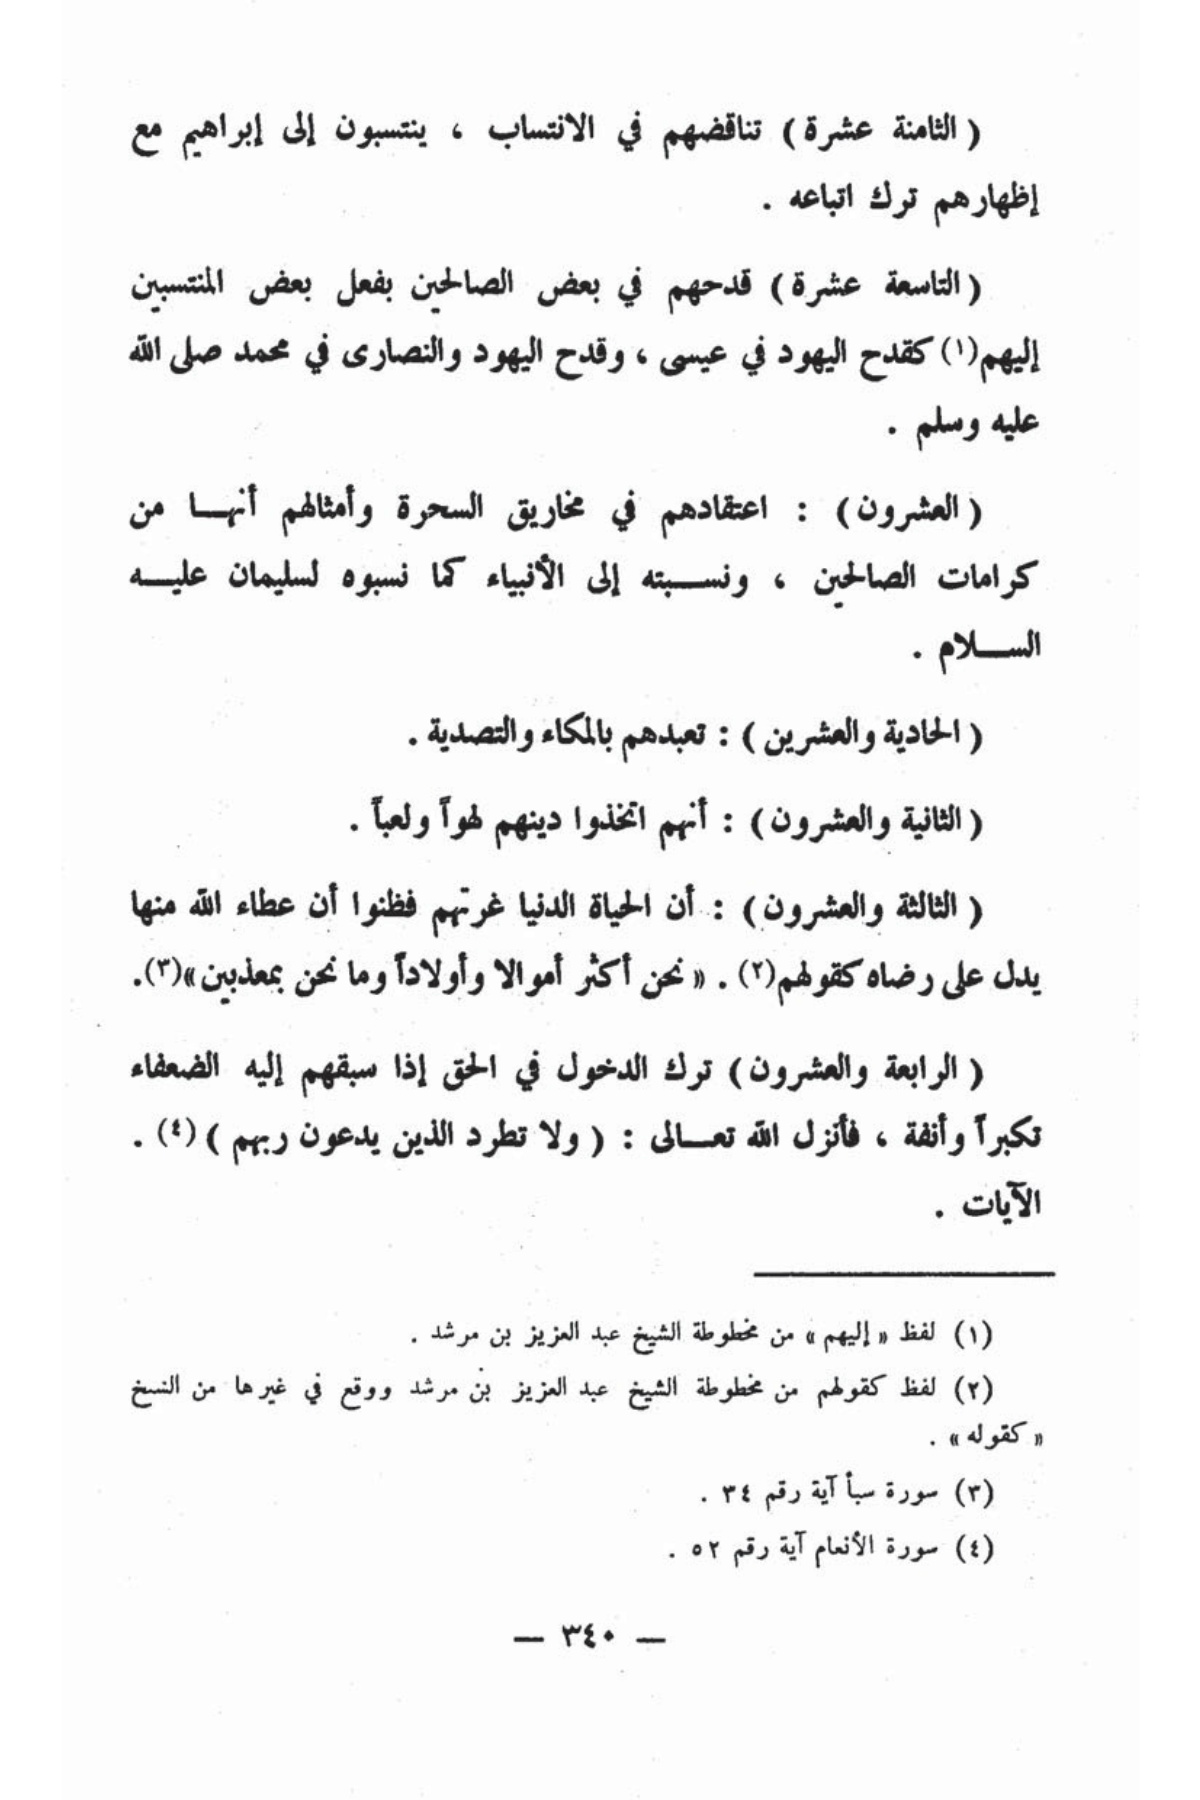 ( الثامنة عشرة ) تناقضهم في الانتساب ، ينتسبون إلى إبراهيم مع
إظهارهم ترك اتباعه .
( التاسعة عشرة ) قدحهم في بعض الصالحين بفعل بعض المنتسبين
إليهم(١) كقدح اليهود في عيسى ، وقدح اليهود والنصارى في محمد صلى الله
عليه وسلم .
( العشرون ) : اعتقادهم في مخاريق السحرة وأمثالهم أنهـا من
كرامات الصالحين ، ونسـبته إلى الأنبياء كما نسبوه لسليمان عليـه
السـلام .
( الحادية والعشرين ) : تعبدهم بالمكاء والتصدية .
( الثانية والعشرون ) : أنهم اتخذوا دينهم لهواً ولعباً .
( الثالثة والعشرون ) : أن الحياة الدنيا غرتهم فظنوا أن عطاء الله منها
يدل على رضاه كقولهم(٢) . « نحن أكثر أموالا وأولاداً وما نحن بمعذبين»(٣).
( الرابعة والعشرون ) ترك الدخول في الحق إذا سبقهم إليه الضعفاء
تكبراً وأنفة ، فأنزل الله تعـالى : ( ولا تطرد الذين يدعون ربهم ) (٤) .
الآيات .
(١) لفظ « إليهم » من مخطوطة الشيخ عبد العزيز بن مرشد .
(٢) لفظ كقولهم من مخطوطة الشيخ عبد العزيز بن مرشد ووقع في غيرها من النسخ
« كقوله » .
(٣) سورة سبأ آية رقم ٣٤ .
(٤) سورة الأنعام آية رقم ٥٢ .
— ٣٤٠ —